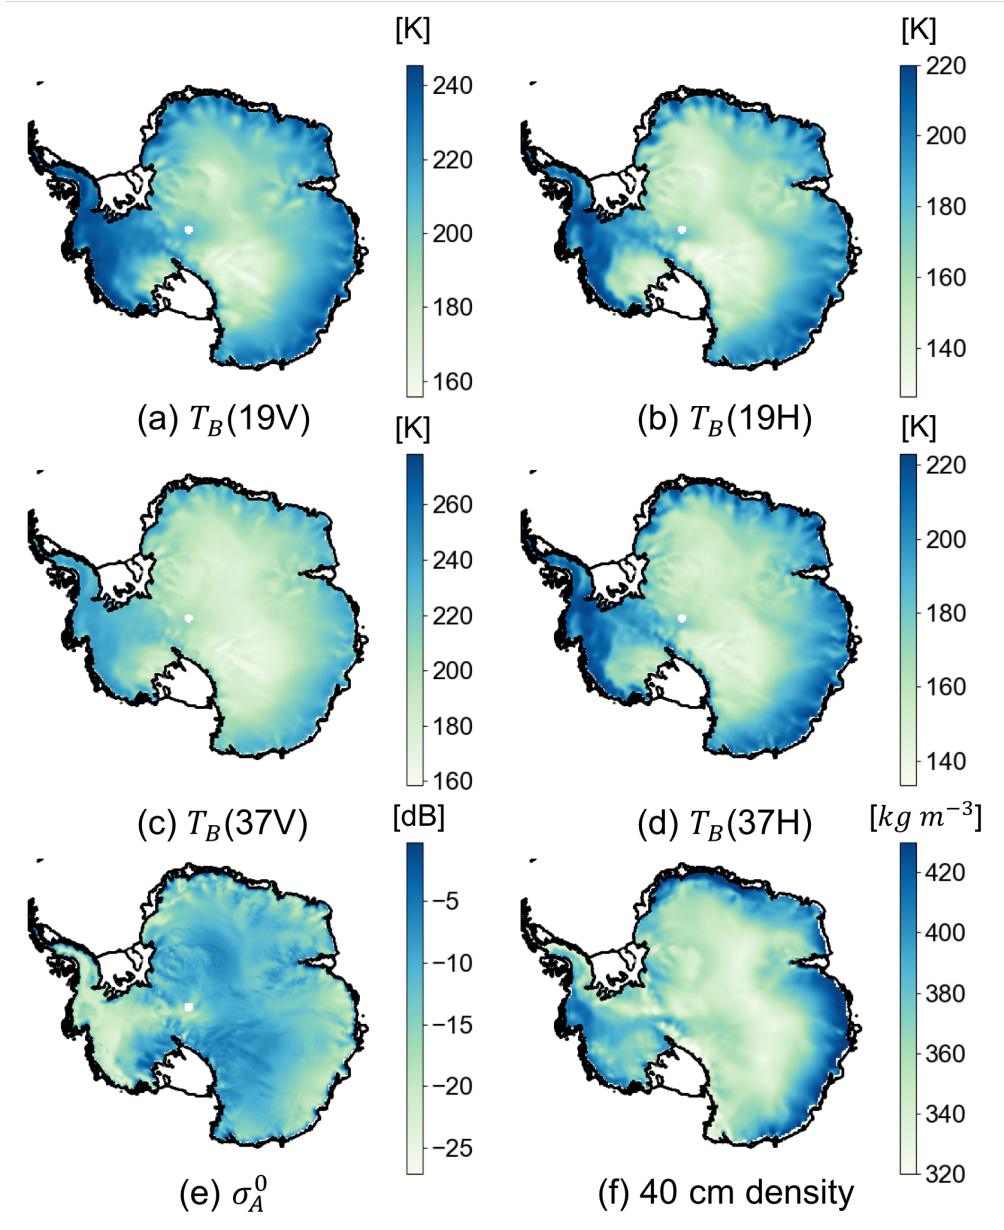 [K]
240
220
200
180
160
(a) T_B(19V)
[K]
220
200
180
160
140
(b) T_B(19H)
[K]
260
240
220
200
180
160
(c) T_B(37V)
[K]
220
200
180
160
140
(d) T_B(37H)
[dB]
−5
−10
−15
−20
−25
(e) σ_A^0
[kg m^−3]
420
400
380
360
340
320
(f) 40 cm density